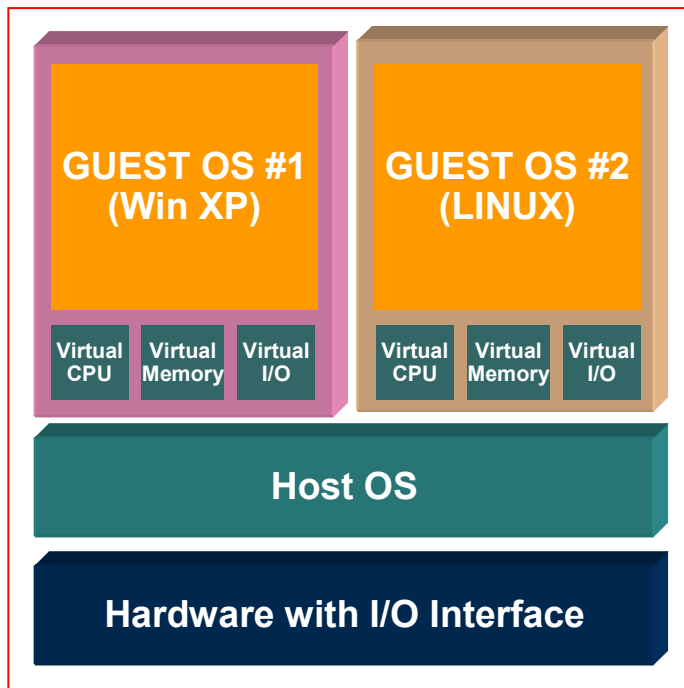 GUEST OS #1
(Win XP)
GUEST OS #2
(LINUX)
Virtual
CPU
Virtual
Memory
Virtual
I/O
Virtual
CPU
Virtual
Memory
Virtual
I/O
Host OS
Hardware with I/O Interface